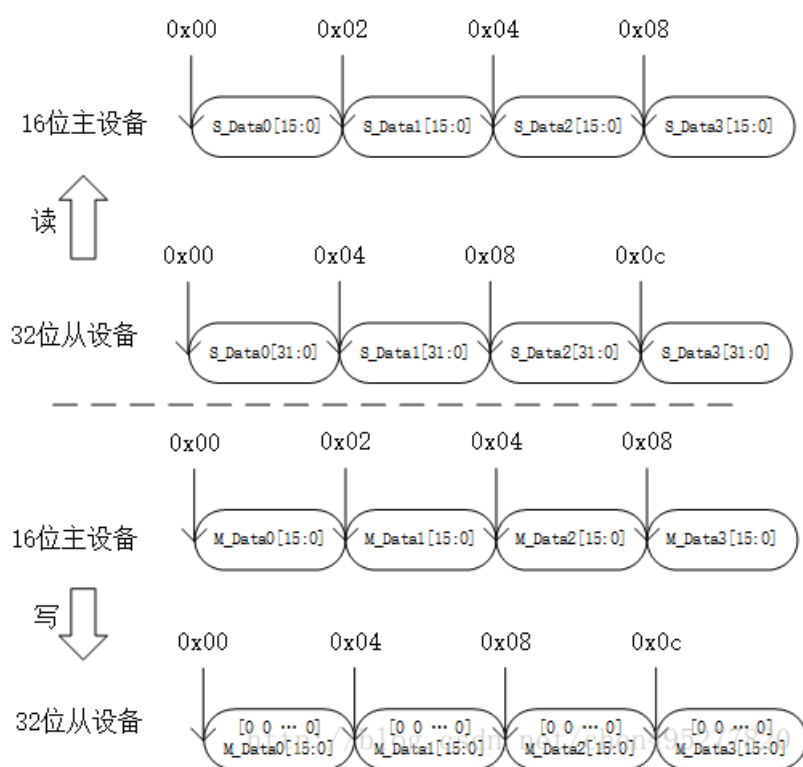 0x00 0x02 0x04 0x08
16位主设备 S_Data0[15:0] S_Data1[15:0] S_Data2[15:0] S_Data3[15:0]
读
0x00 0x04 0x08 0x0c
32位从设备 S_Data0[31:0] S_Data1[31:0] S_Data2[31:0] S_Data3[31:0]
0x00 0x02 0x04 0x08
16位主设备 M_Data0[15:0] M_Data1[15:0] M_Data2[15:0] M_Data3[15:0]
写
0x00 0x04 0x08 0x0c
[0 0 … 0] [0 0 … 0] [0 0 … 0] [0 0 … 0]
32位从设备 M_Data0[15:0] M_Data1[15:0] M_Data2[15:0] M_Data3[15:0]